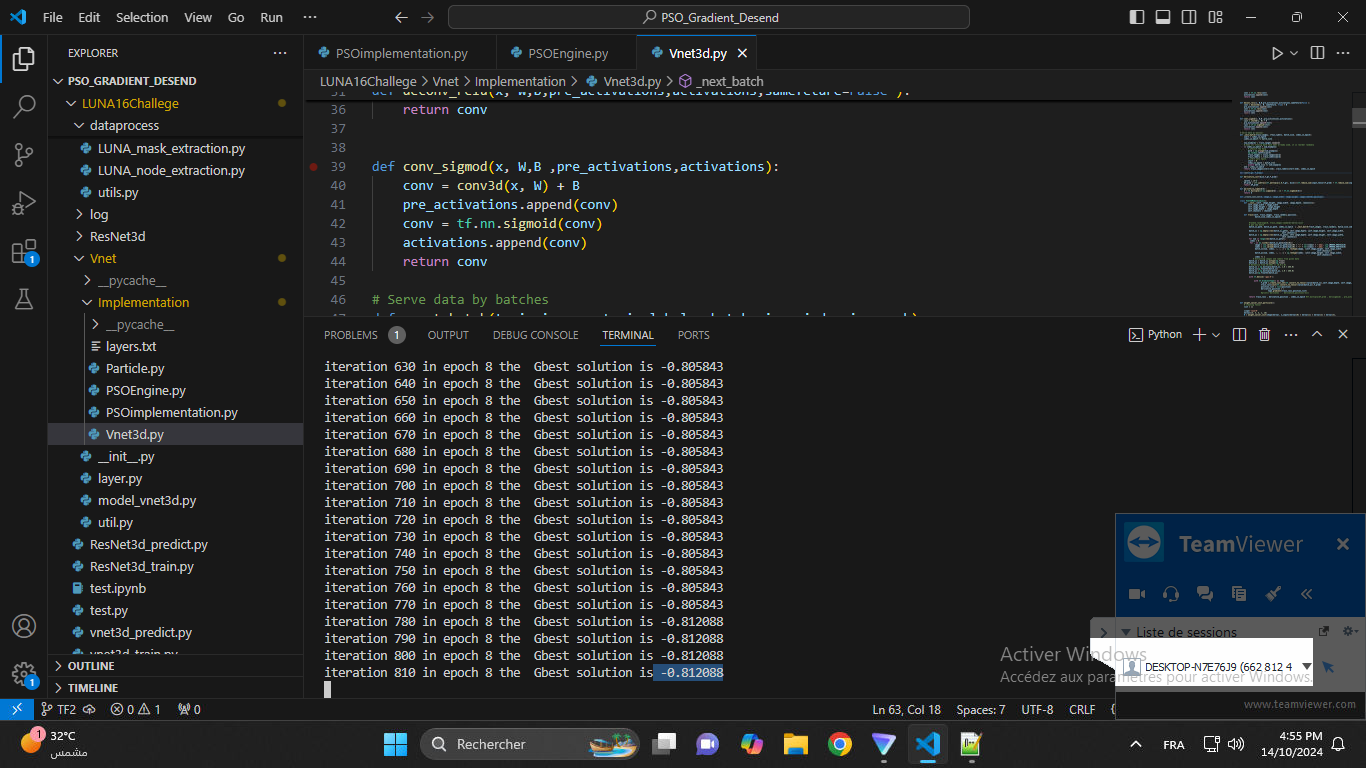 File Edit Selection View Go Run ··· PSO_Gradient_Desend
EXPLORER ···
PSO_GRADIENT_DESEND
LUNA16Challege
dataprocess
LUNA_mask_extraction.py
LUNA_node_extraction.py
utils.py
log
ResNet3d
Vnet
__pycache__
Implementation
__pycache__
layers.txt
Particle.py
PSOEngine.py
PSOimplementation.py
Vnet3d.py
__init__.py
layer.py
model_vnet3d.py
util.py
ResNet3d_predict.py
ResNet3d_train.py
test.ipynb
test.py
vnet3d_predict.py
vnet3d_train.py
OUTLINE
TIMELINE
1
1
PSOimplementation.py PSOEngine.py Vnet3d.py
LUNA16Challege > Vnet > Implementation > Vnet3d.py > _next_batch
36 return conv
37
38
39 def conv_sigmod(x, W,B ,pre_activations,activations):
40 conv = conv3d(x, W) + B
41 pre_activations.append(conv)
42 conv = tf.nn.sigmoid(conv)
43 activations.append(conv)
44 return conv
45
46 # Serve data by batches
PROBLEMS 1 OUTPUT DEBUG CONSOLE TERMINAL PORTS Python
iteration 630 in epoch 8 the  Gbest solution is -0.805843
iteration 640 in epoch 8 the  Gbest solution is -0.805843
iteration 650 in epoch 8 the  Gbest solution is -0.805843
iteration 660 in epoch 8 the  Gbest solution is -0.805843
iteration 670 in epoch 8 the  Gbest solution is -0.805843
iteration 680 in epoch 8 the  Gbest solution is -0.805843
iteration 690 in epoch 8 the  Gbest solution is -0.805843
iteration 700 in epoch 8 the  Gbest solution is -0.805843
iteration 710 in epoch 8 the  Gbest solution is -0.805843
iteration 720 in epoch 8 the  Gbest solution is -0.805843
iteration 730 in epoch 8 the  Gbest solution is -0.805843
iteration 740 in epoch 8 the  Gbest solution is -0.805843
iteration 750 in epoch 8 the  Gbest solution is -0.805843
iteration 760 in epoch 8 the  Gbest solution is -0.805843
iteration 770 in epoch 8 the  Gbest solution is -0.805843
iteration 780 in epoch 8 the  Gbest solution is -0.812088
iteration 790 in epoch 8 the  Gbest solution is -0.812088
iteration 800 in epoch 8 the  Gbest solution is -0.812088
iteration 810 in epoch 8 the  Gbest solution is -0.812088
TeamViewer
Liste de sessions
DESKTOP-N7E76J9 (662 812 4
www.teamviewer.com
Activer Windows
Accédez aux paramètres pour activer Windows.
TF2 0 1 0 Ln 63, Col 18 Spaces: 7 UTF-8 CRLF {
1
32°C
مشمس
Rechercher
FRA
4:55 PM
14/10/2024